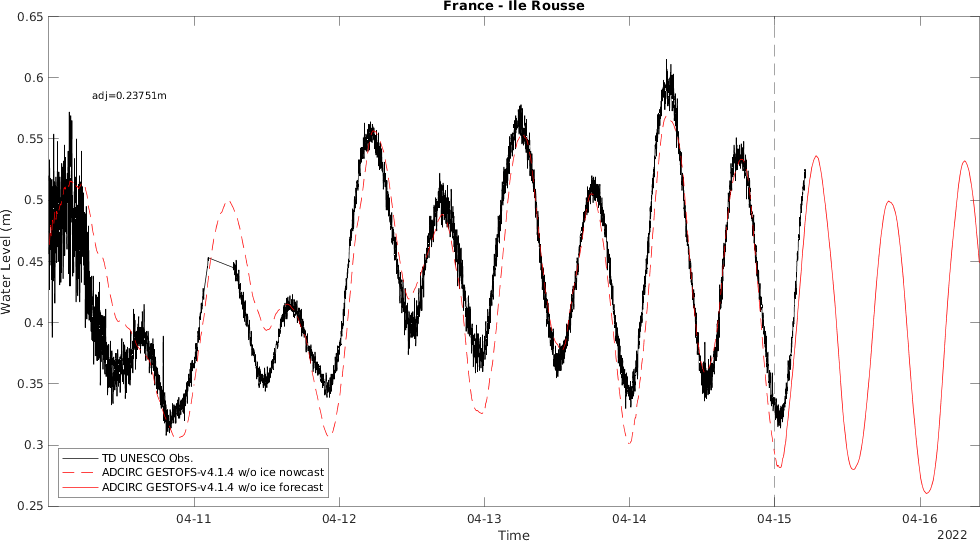 France - Ile Rousse
0.65
0.6
0.55
0.5
0.45
0.4
0.35
0.3
0.25
Water Level (m)
adj=0.23751m
TD UNESCO Obs.
ADCIRC GESTOFS-v4.1.4 w/o ice nowcast
ADCIRC GESTOFS-v4.1.4 w/o ice forecast
04-11 04-12 04-13 04-14 04-15 04-16
Time
2022